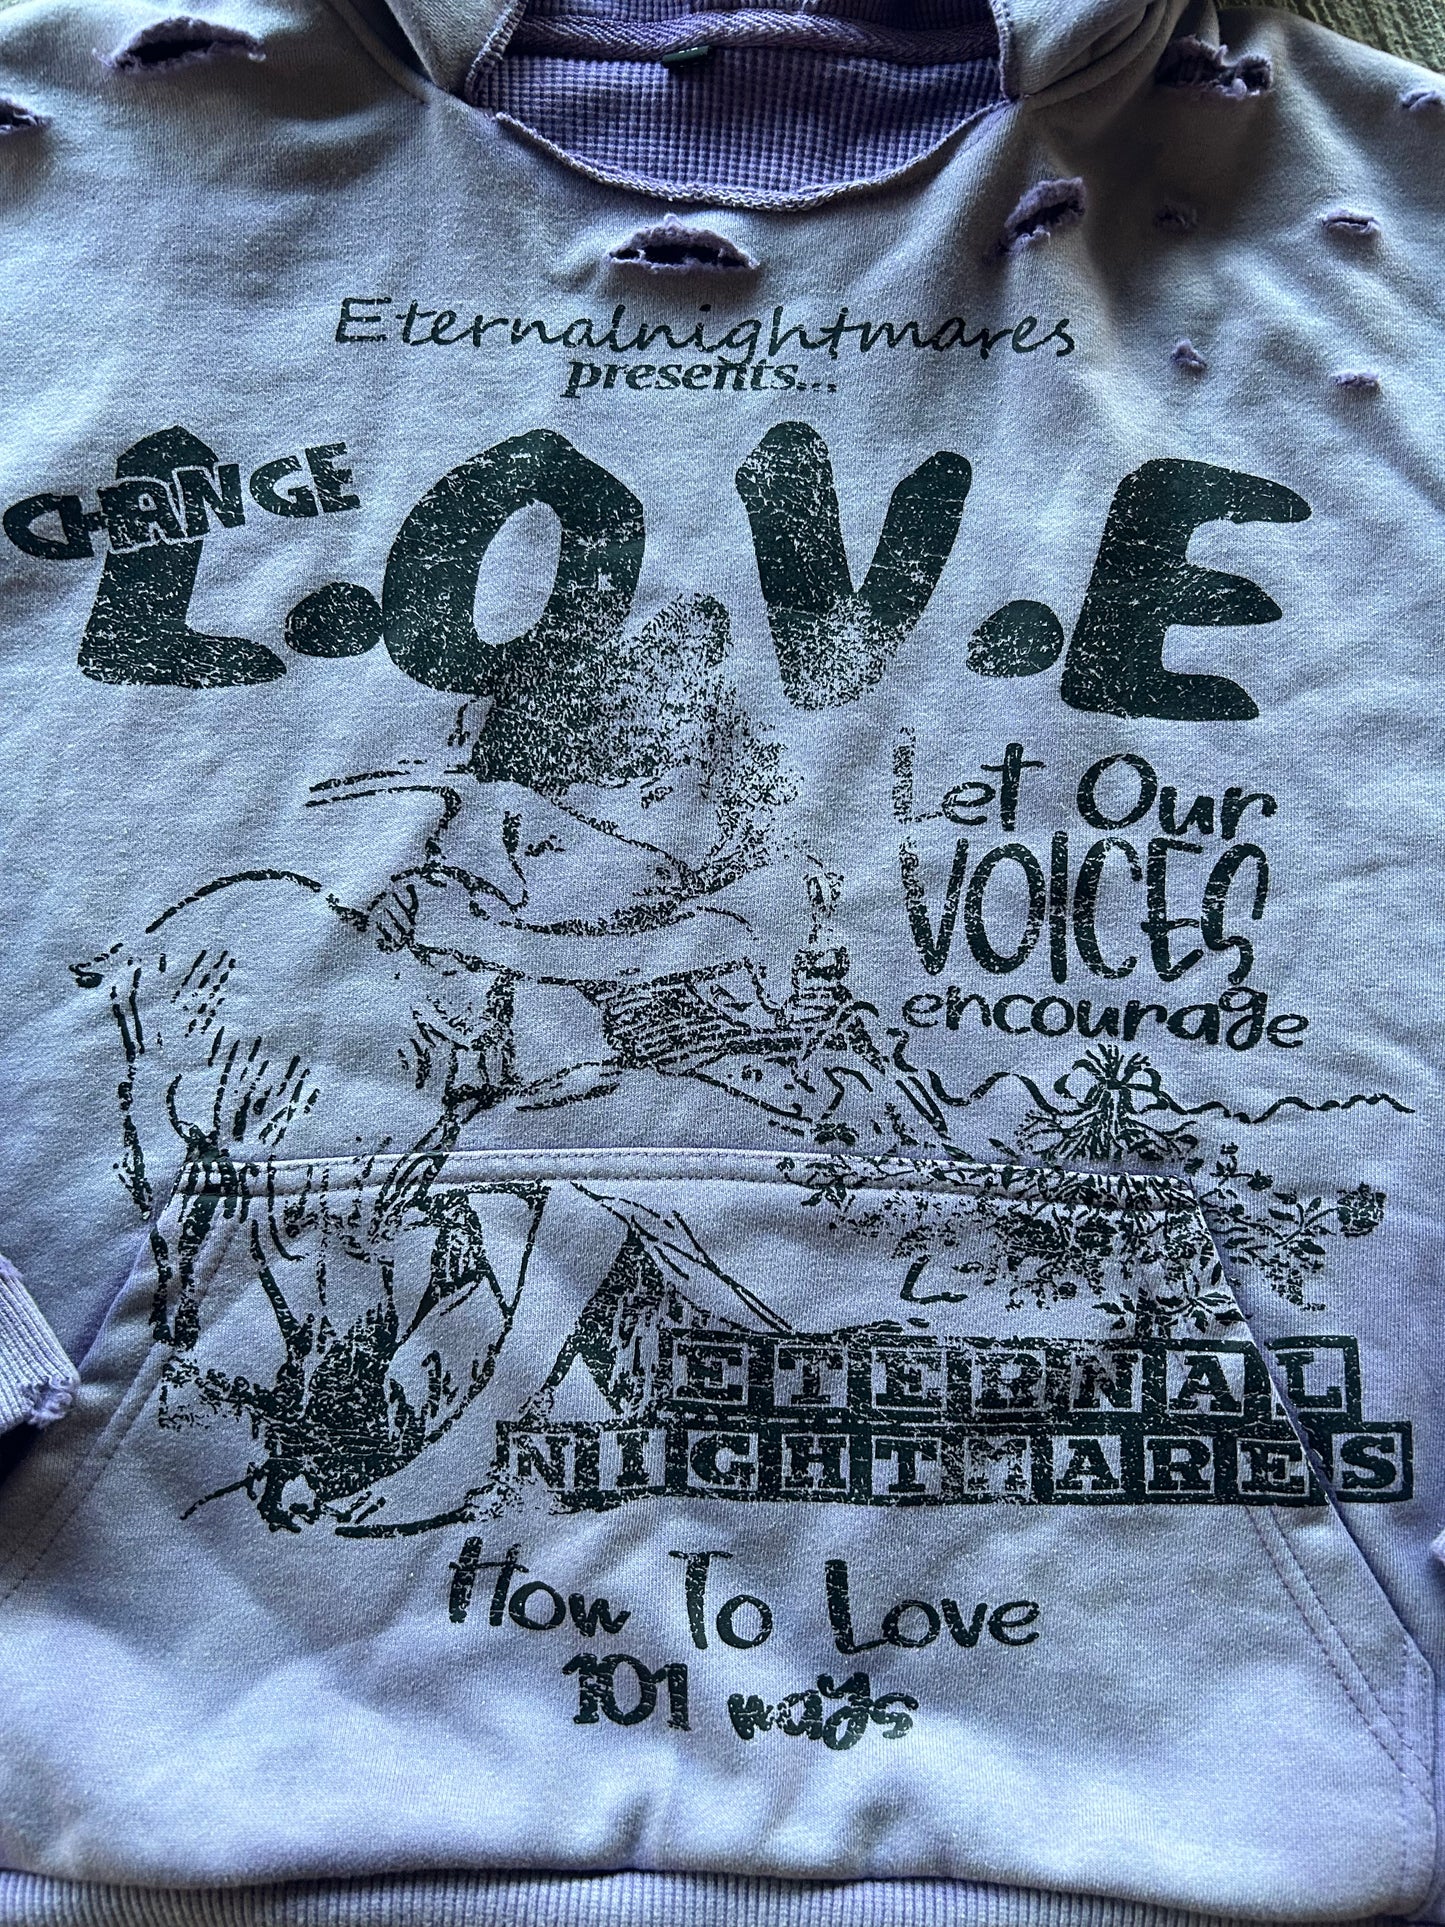 Eternalnightmares
presents...
CHANGE
L.O.V.E
Let Our
VOICES
encourage
ETERNAL
NIGHTMARES
How To Love
101 ways